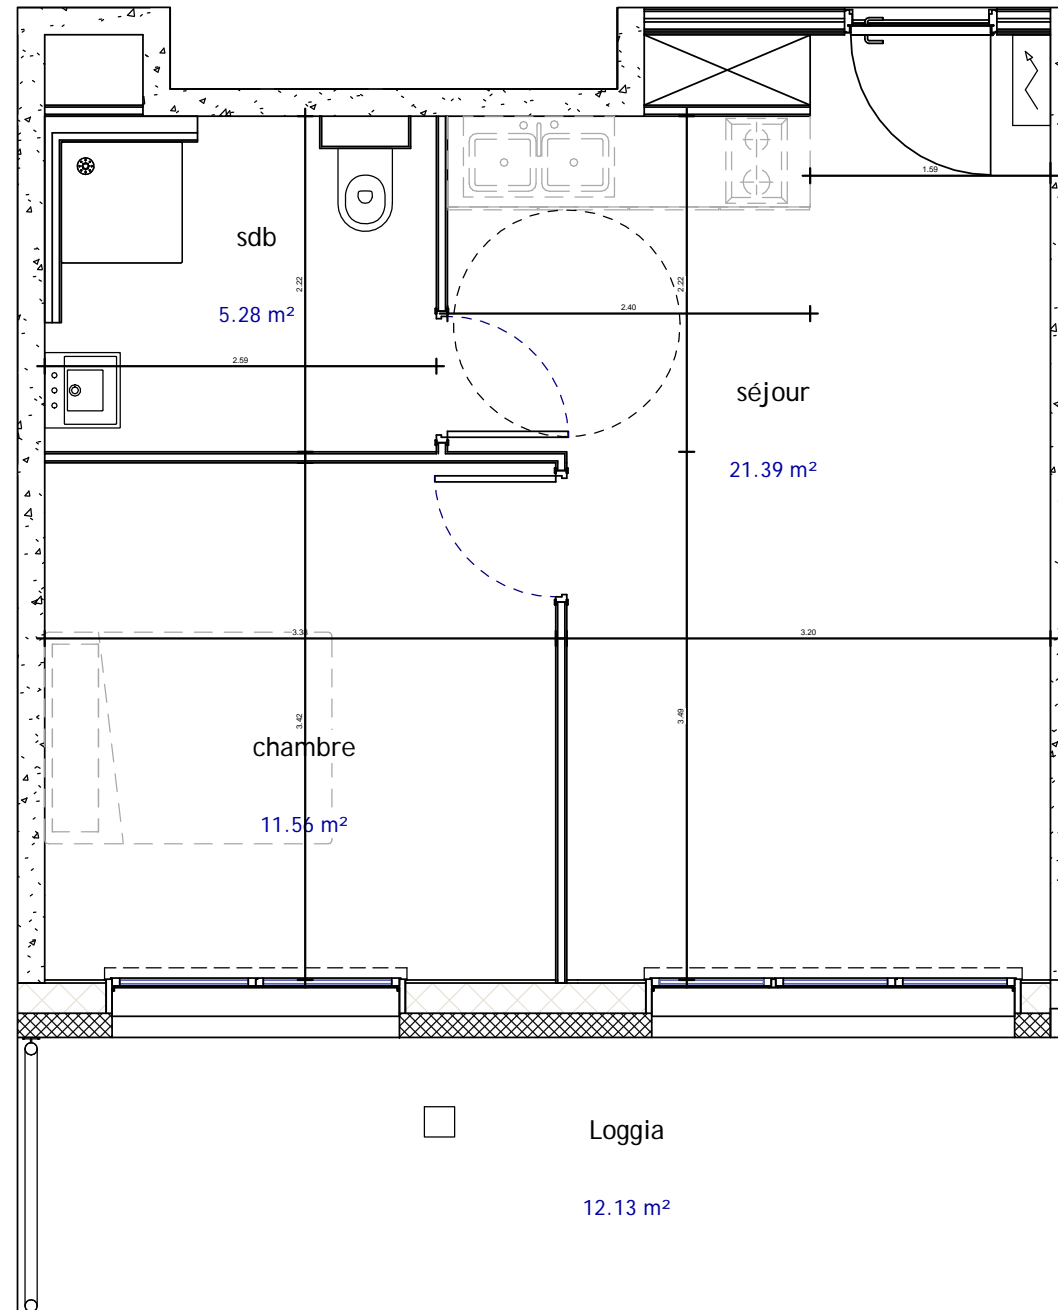 1.59
sdb
2.22
2.22
5.28 m²
2.40
2.59
séjour
21.39 m²
3.38
3.20
3.42
3.49
chambre
11.56 m²
Loggia
12.13 m²